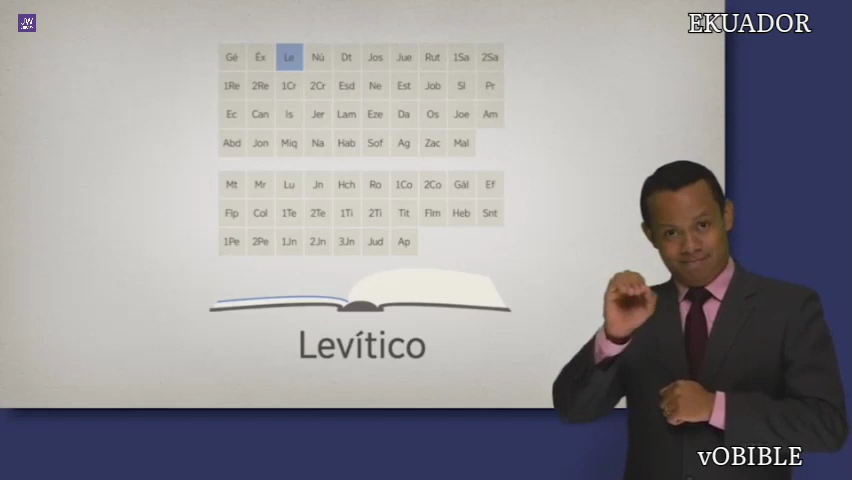 JW
EKUADOR
Gé Éx Le Nú Dt Jos Jue Rut 1Sa 2Sa
1Re 2Re 1Cr 2Cr Esd Ne Est Job Sl Pr
Ec Can Is Jer Lam Eze Da Os Joe Am
Abd Jon Miq Na Hab Sof Ag Zac Mal
Mt Mr Lu Jn Hch Ro 1Co 2Co Gál Ef
Flp Col 1Te 2Te 1Ti 2Ti Tit Flm Heb Snt
1Pe 2Pe 1Jn 2Jn 3Jn Jud Ap
Levítico
vOBIBLE